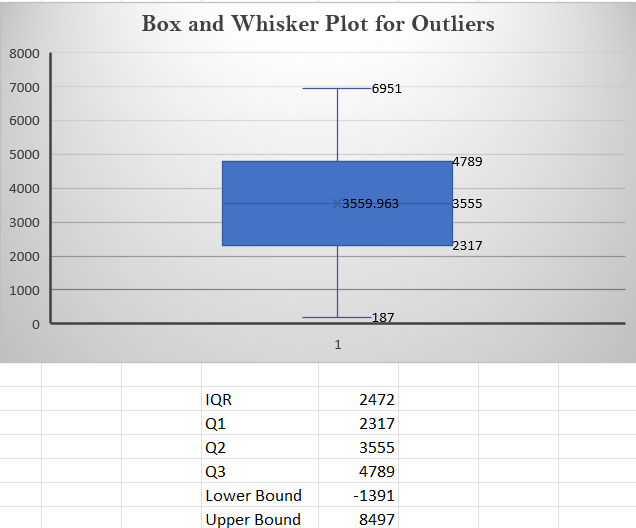 Box and Whisker Plot for Outliers
8000
7000
6951
6000
5000
4789
4000
3559.963
3555
3000
2317
2000
1000
187
0
1
IQR 2472
Q1 2317
Q2 3555
Q3 4789
Lower Bound -1391
Upper Bound 8497